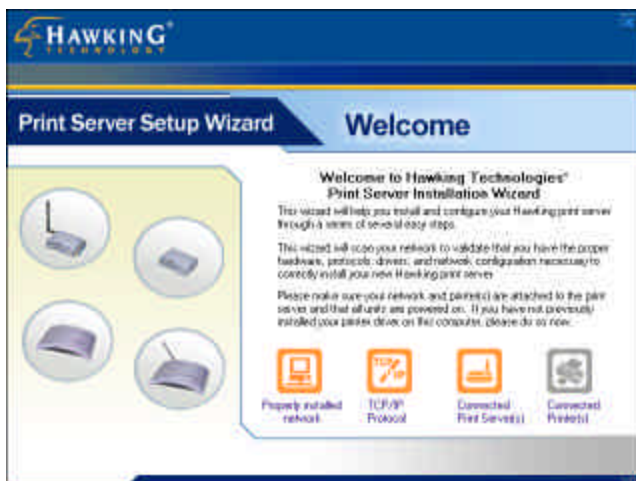 HAWKING
TECHNOLOGY
Print Server Setup Wizard
Welcome
Welcome to Hawking Technologies'
Print Server Installation Wizard
This wizard will help you install and configure your Hawking print server
through a series of several easy steps.
This wizard will scan your network to validate that you have the proper
hardware, protocols, drivers, and network configuration necessary to
correctly install your new Hawking print server.
Please make sure your network and printer(s) are attached to the print
server and that all units are powered on. If you have not previously
installed your printer driver on this computer, please do so now.
TCP/IP
Properly installed
network
TCP/IP
Protocol
Connected
Print Server(s)
Connected
Printer(s)